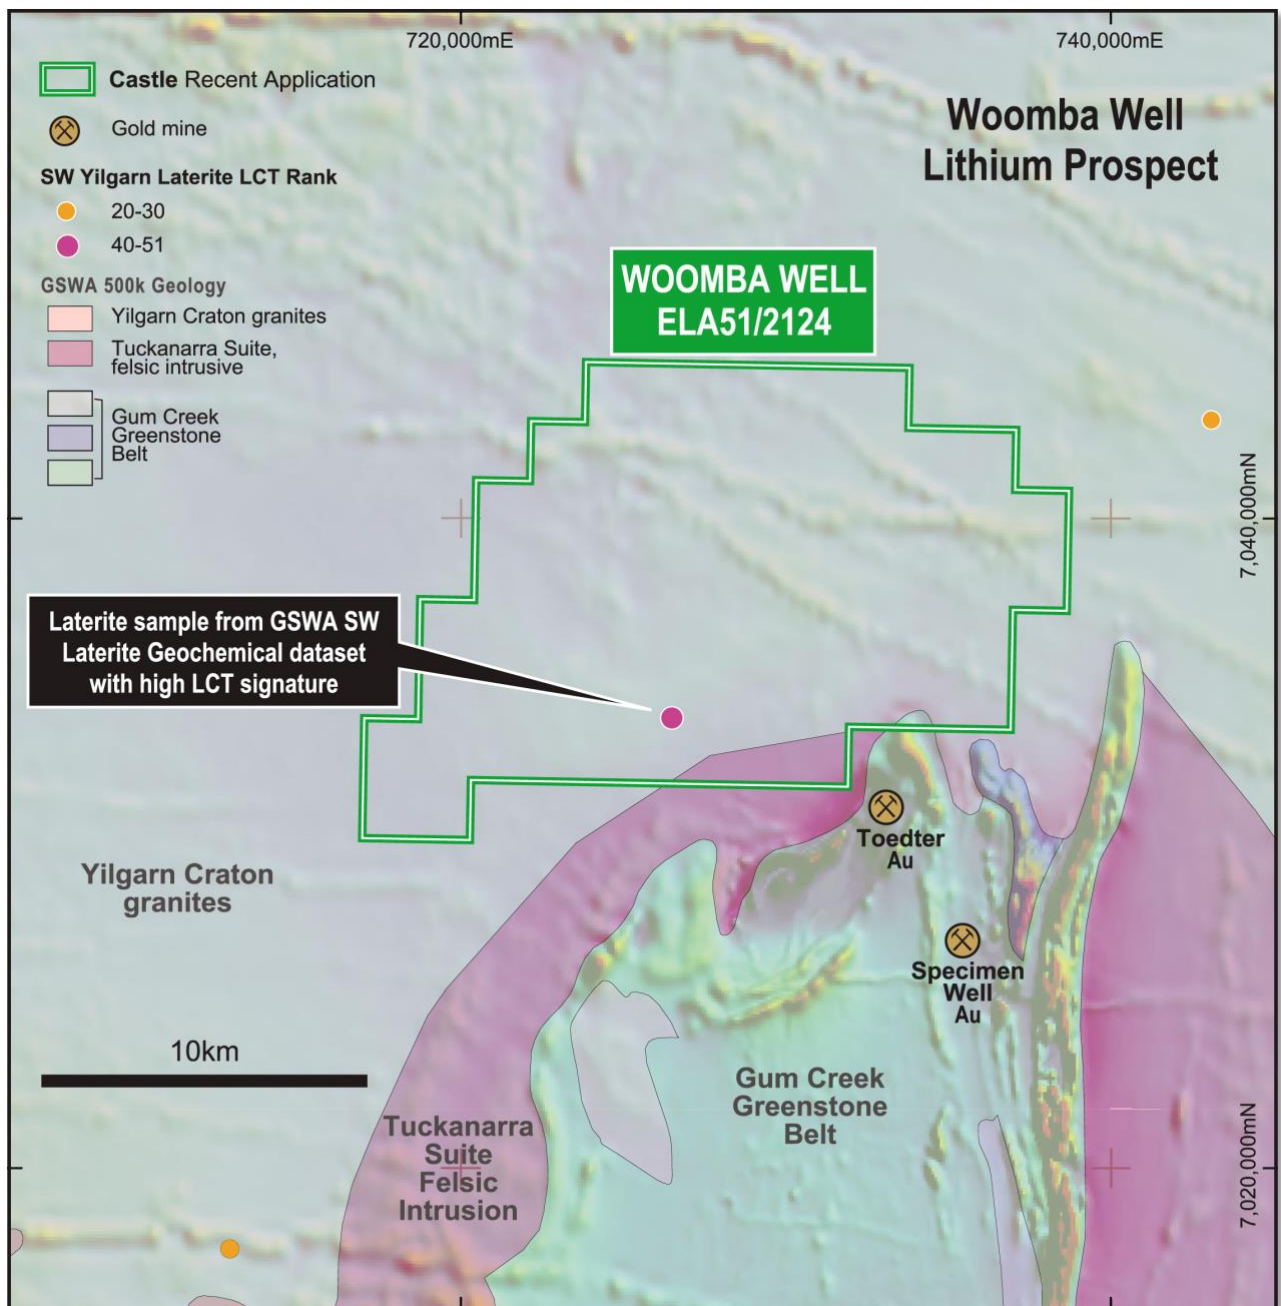 720,000mE
740,000mE
Castle Recent Application
Gold mine
SW Yilgarn Laterite LCT Rank
20-30
40-51
GSWA 500k Geology
Yilgarn Craton granites
Tuckanarra Suite,
felsic intrusive
Gum Creek
Greenstone
Belt
Woomba Well
Lithium Prospect
WOOMBA WELL
ELA51/2124
7,040,000mN
Laterite sample from GSWA SW
Laterite Geochemical dataset
with high LCT signature
Toedter
Au
Yilgarn Craton
granites
Specimen
Well
Au
10km
Gum Creek
Greenstone
Belt
Tuckanarra
Suite
Felsic
Intrusion
7,020,000mN